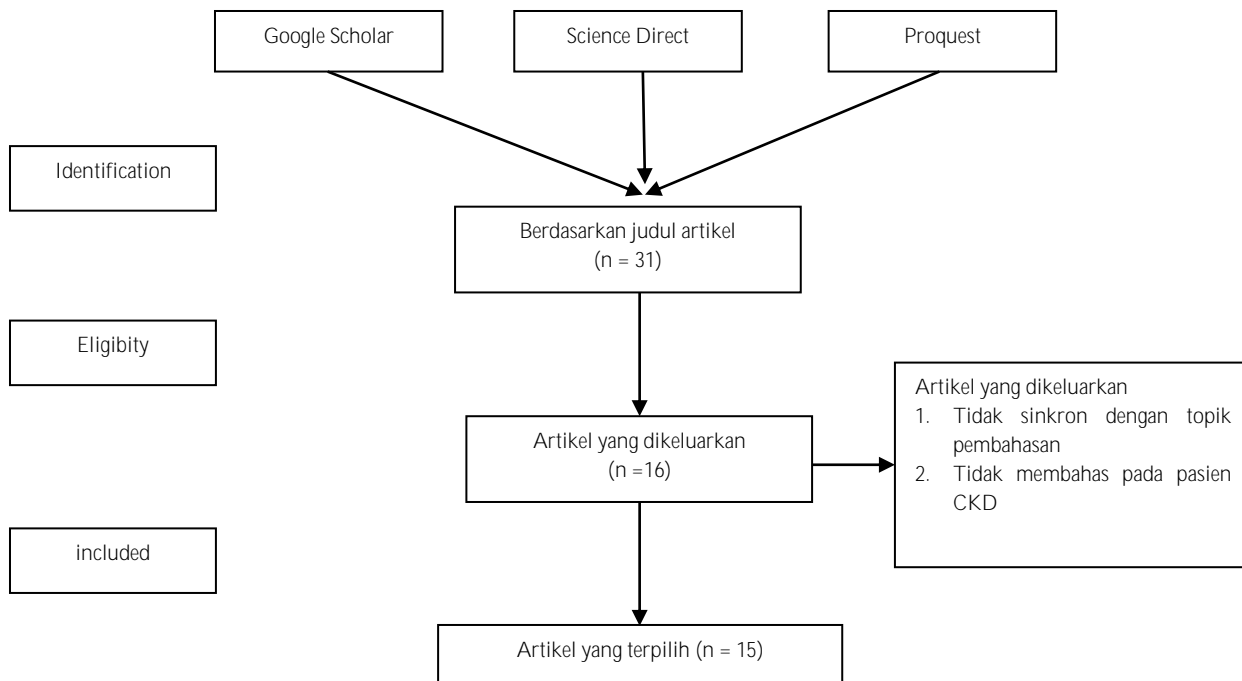 Google Scholar
Science Direct
Proquest
Identification
Berdasarkan judul artikel
(n = 31)
Eligibity
Artikel yang dikeluarkan
(n =16)
Artikel yang dikeluarkan
1. Tidak sinkron dengan topik
pembahasan
2. Tidak membahas pada pasien
CKD
included
Artikel yang terpilih (n = 15)